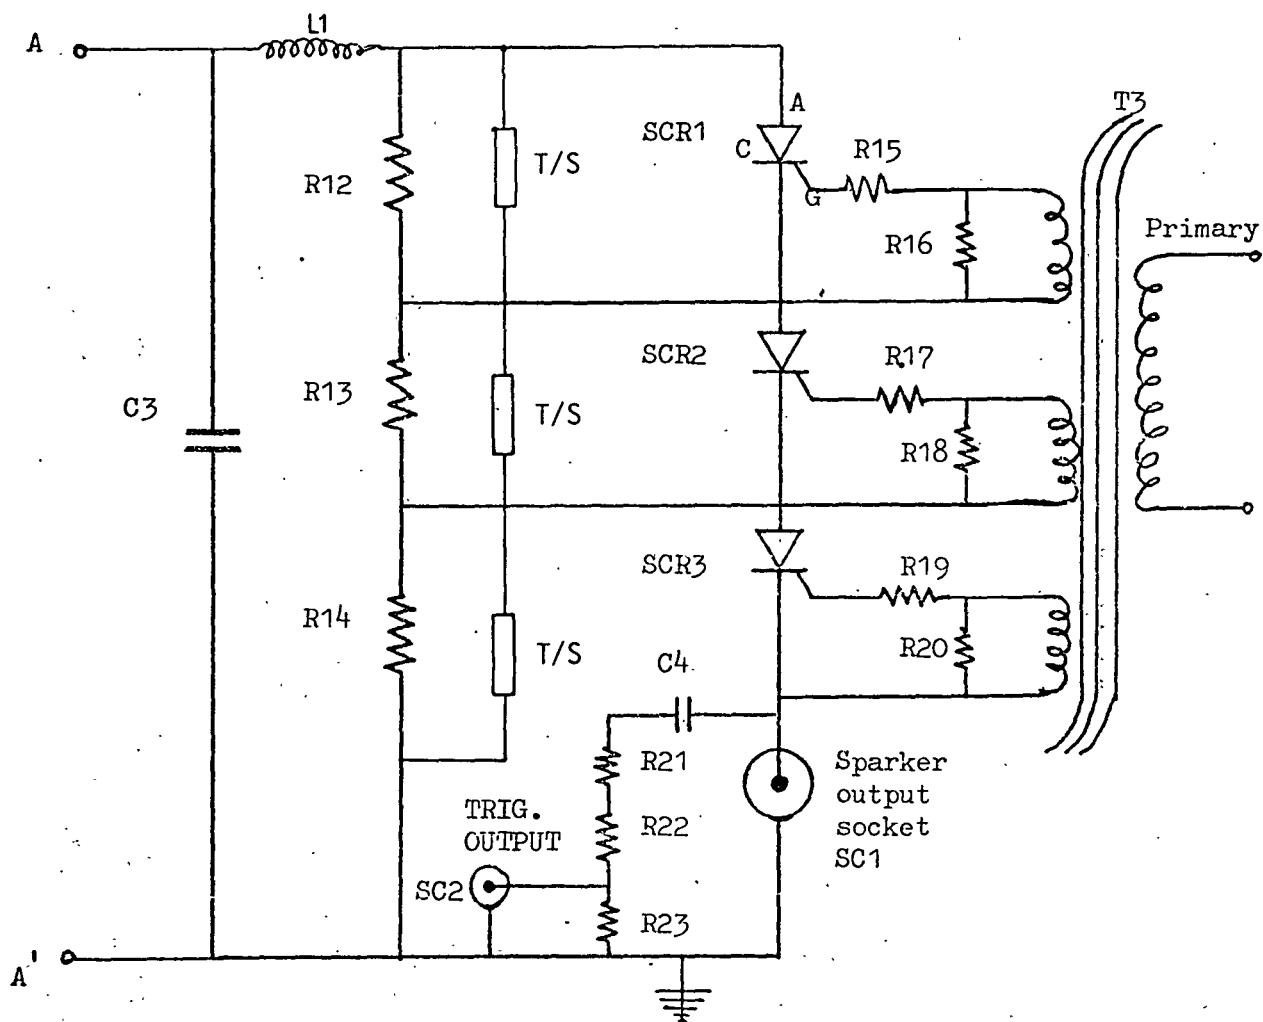 L1
A
A
T3
SCR1
C
R15
T/S
R12
G
R16
Primary
SCR2
R17
R13
C3
T/S
R18
SCR3
R19
R14
R20
T/S
C4
R21
Sparker
output
socket
SC1
TRIG.
OUTPUT
R22
SC2
R23
A'